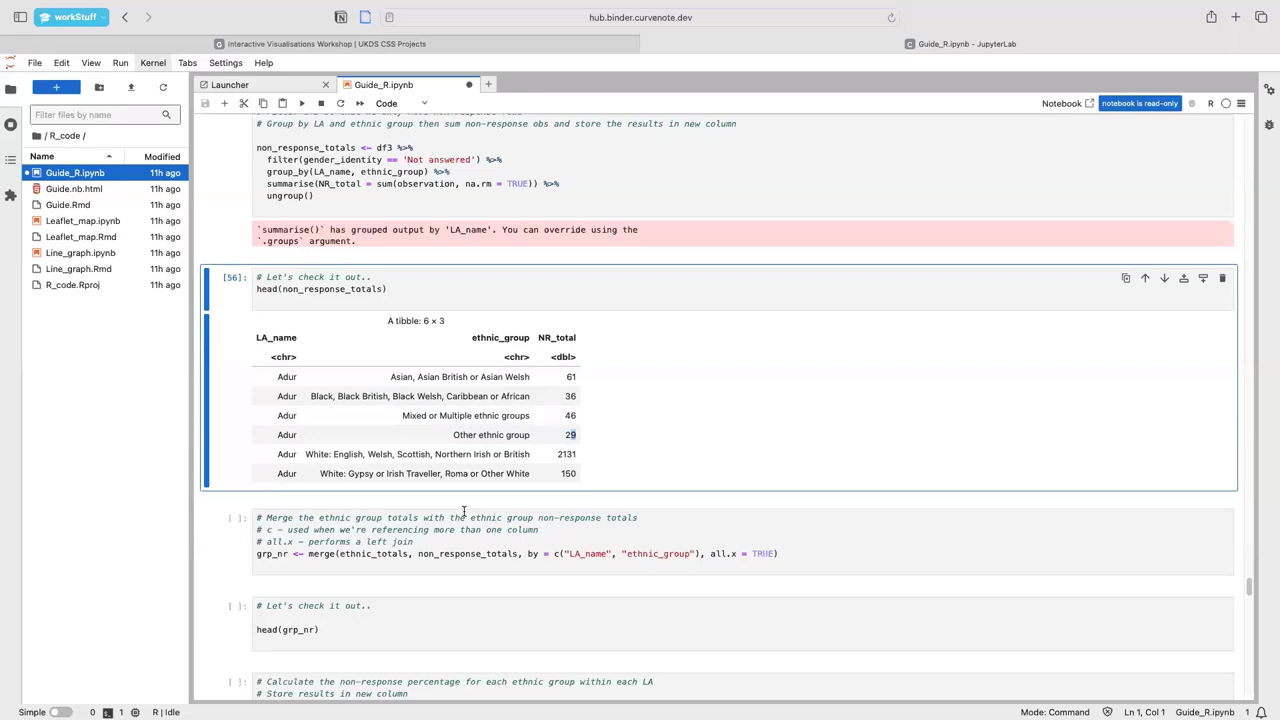 workStuff
hub.binder.curvenote.dev
Interactive Visualisations Workshop | UKDS CSS Projects
Guide_R.ipynb - JupyterLab
File Edit View Run Kernel Tabs Settings Help
Launcher
Guide_R.ipynb
Code
Notebook
notebook is read-only
R
Filter files by name
/ R_code /
Name Modified
Guide_R.ipynb 11h ago
Guide.nb.html 11h ago
Guide.Rmd 11h ago
Leaflet_map.ipynb 11h ago
Leaflet_map.Rmd 11h ago
Line_graph.ipynb 11h ago
Line_graph.Rmd 11h ago
R_code.Rproj 11h ago
# Group by LA and ethnic group then sum non-response obs and store the results in new column
non_response_totals <- df3 %>%
filter(gender_identity == 'Not answered') %>%
group_by(LA_name, ethnic_group) %>%
summarise(NR_total = sum(observation, na.rm = TRUE)) %>%
ungroup()
`summarise()` has grouped output by 'LA_name'. You can override using the
`.groups` argument.
[56]:
# Let's check it out..
head(non_response_totals)
A tibble: 6 × 3
LA_name ethnic_group NR_total
<chr> <chr> <dbl>
Adur Asian, Asian British or Asian Welsh 61
Adur Black, Black British, Black Welsh, Caribbean or African 36
Adur Mixed or Multiple ethnic groups 46
Adur Other ethnic group 29
Adur White: English, Welsh, Scottish, Northern Irish or British 2131
Adur White: Gypsy or Irish Traveller, Roma or Other White 150
[ ]:
# Merge the ethnic group totals with the ethnic group non-response totals
# c - used when we're referencing more than one column
# all.x - performs a left join
grp_nr <- merge(ethnic_totals, non_response_totals, by = c("LA_name", "ethnic_group"), all.x = TRUE)
[ ]:
# Let's check it out..
head(grp_nr)
[ ]:
# Calculate the non-response percentage for each ethnic group within each LA
# Store results in new column
Simple 0 1 R | Idle
Mode: Command Ln 1, Col 1 Guide_R.ipynb 1